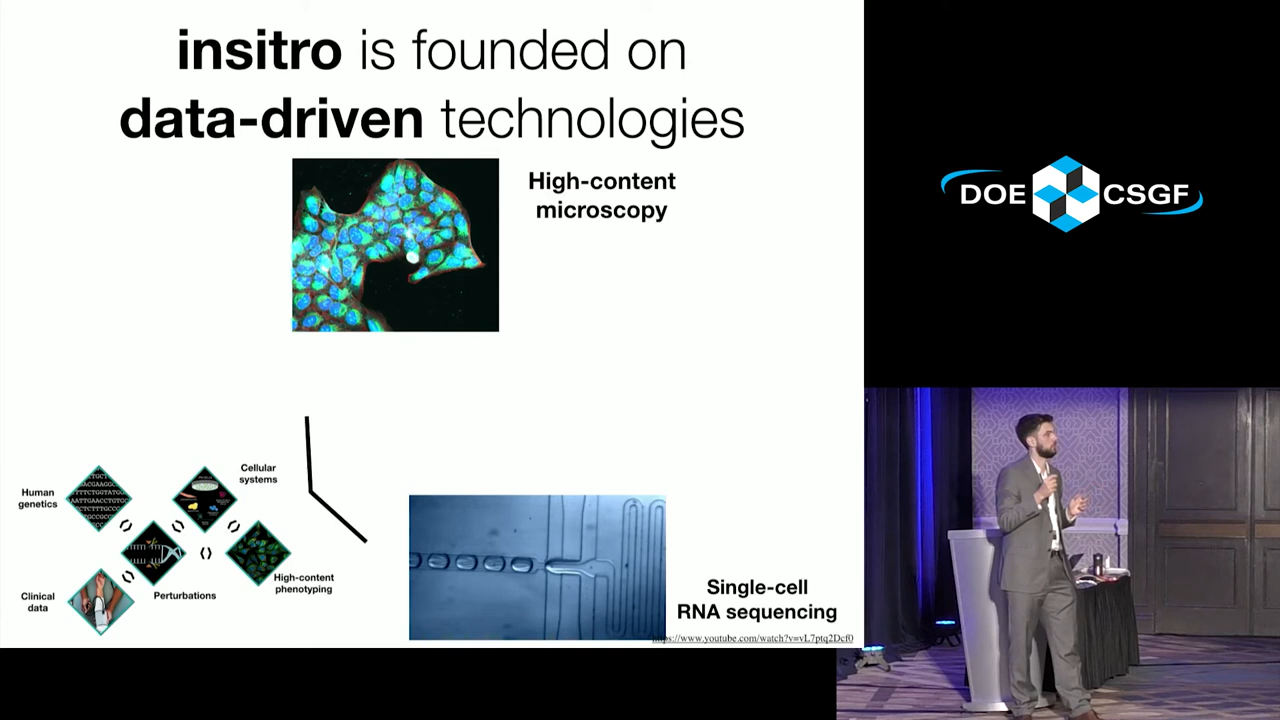 insitro is founded on
data-driven technologies
High-content
microscopy
DOE CSGF
Cellular
systems
Human
genetics
High-content
phenotyping
Clinical
data
Perturbations
Single-cell
RNA sequencing
https://www.youtube.com/watch?v=vL7ptq2Dcf0